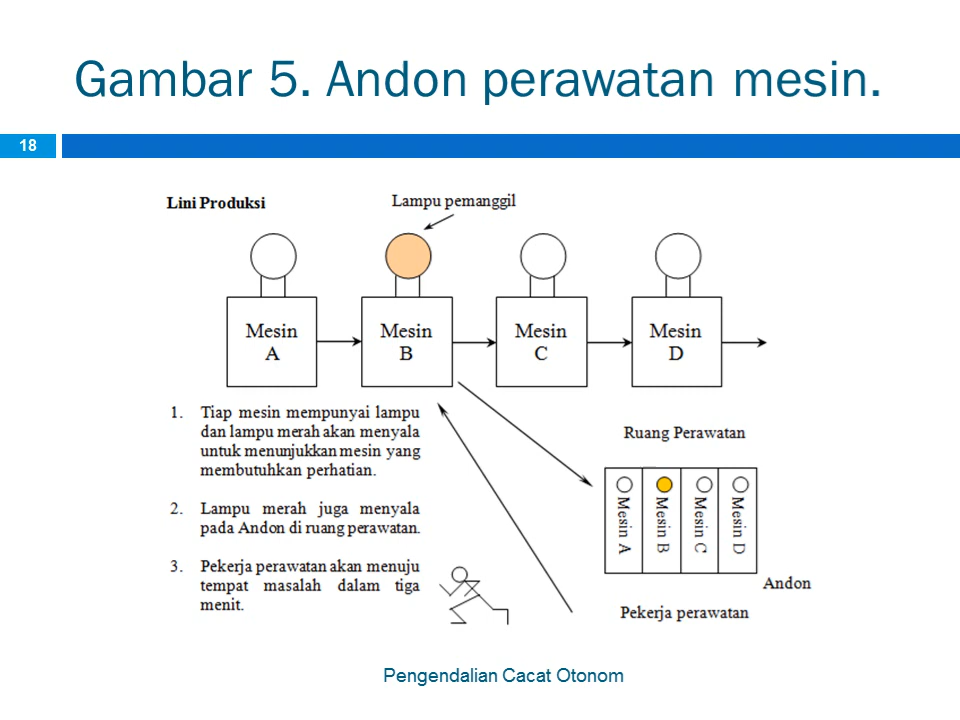 Gambar 5. Andon perawatan mesin.
18
Lini Produksi
Lampu pemanggil
Mesin
A
Mesin
B
Mesin
C
Mesin
D
1. Tiap mesin mempunyai lampu
dan lampu merah akan menyala
untuk menunjukkan mesin yang
membutuhkan perhatian.
2. Lampu merah juga menyala
pada Andon di ruang perawatan.
3. Pekerja perawatan akan menuju
tempat masalah dalam tiga
menit.
Ruang Perawatan
Mesin A
Mesin B
Mesin C
Mesin D
Andon
Pekerja perawatan
Pengendalian Cacat Otonom